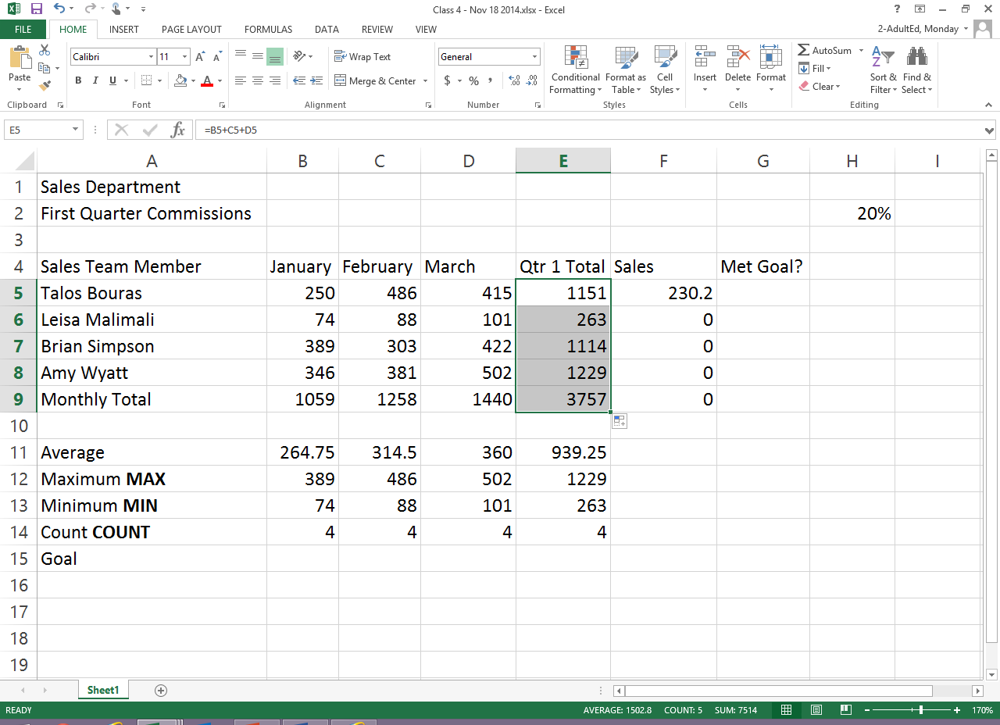 Class 4 - Nov 18 2014.xlsx - Excel
FILE HOME INSERT PAGE LAYOUT FORMULAS DATA REVIEW VIEW 2-AdultEd, Monday
Calibri 11 Wrap Text General AutoSum
Fill
Paste B I U Merge & Center $ % , Conditional Formatting Format as Table Cell Styles Insert Delete Format Clear Sort & Filter Find & Select
Clipboard Font Alignment Number Styles Cells Editing
E5 fx =B5+C5+D5
A B C D E F G H I
1 Sales Department
2 First Quarter Commissions 20%
3
4 Sales Team Member January February March Qtr 1 Total Sales Met Goal?
5 Talos Bouras 250 486 415 1151 230.2
6 Leisa Malimali 74 88 101 263 0
7 Brian Simpson 389 303 422 1114 0
8 Amy Wyatt 346 381 502 1229 0
9 Monthly Total 1059 1258 1440 3757 0
10
11 Average 264.75 314.5 360 939.25
12 Maximum MAX 389 486 502 1229
13 Minimum MIN 74 88 101 263
14 Count COUNT 4 4 4 4
15 Goal
16
17
18
19
Sheet1
READY AVERAGE: 1502.8 COUNT: 5 SUM: 7514 170%